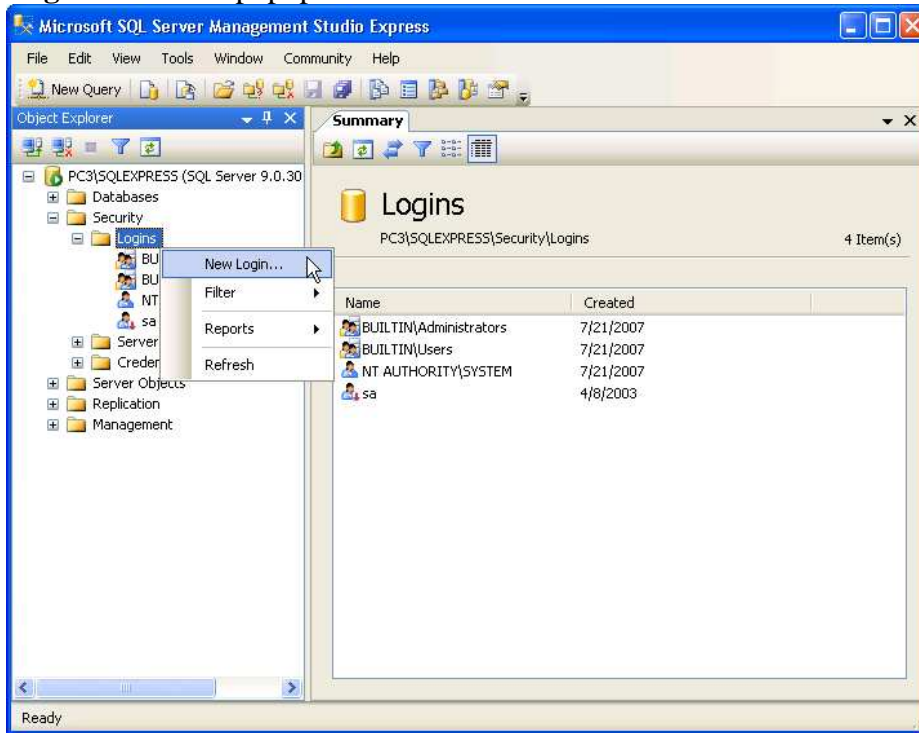 Microsoft SQL Server Management Studio Express
File Edit View Tools Window Community Help
New Query
Object Explorer
Summary
PC3\SQLEXPRESS (SQL Server 9.0.30
Databases
Security
Logins
BU
BU
NT
sa
Server
Creden
Server Objects
Replication
Management
New Login...
Filter
Reports
Refresh
Logins
PC3\SQLEXPRESS\Security\Logins
4 Item(s)
Name Created
BUILTIN\Administrators 7/21/2007
BUILTIN\Users 7/21/2007
NT AUTHORITY\SYSTEM 7/21/2007
sa 4/8/2003
Ready